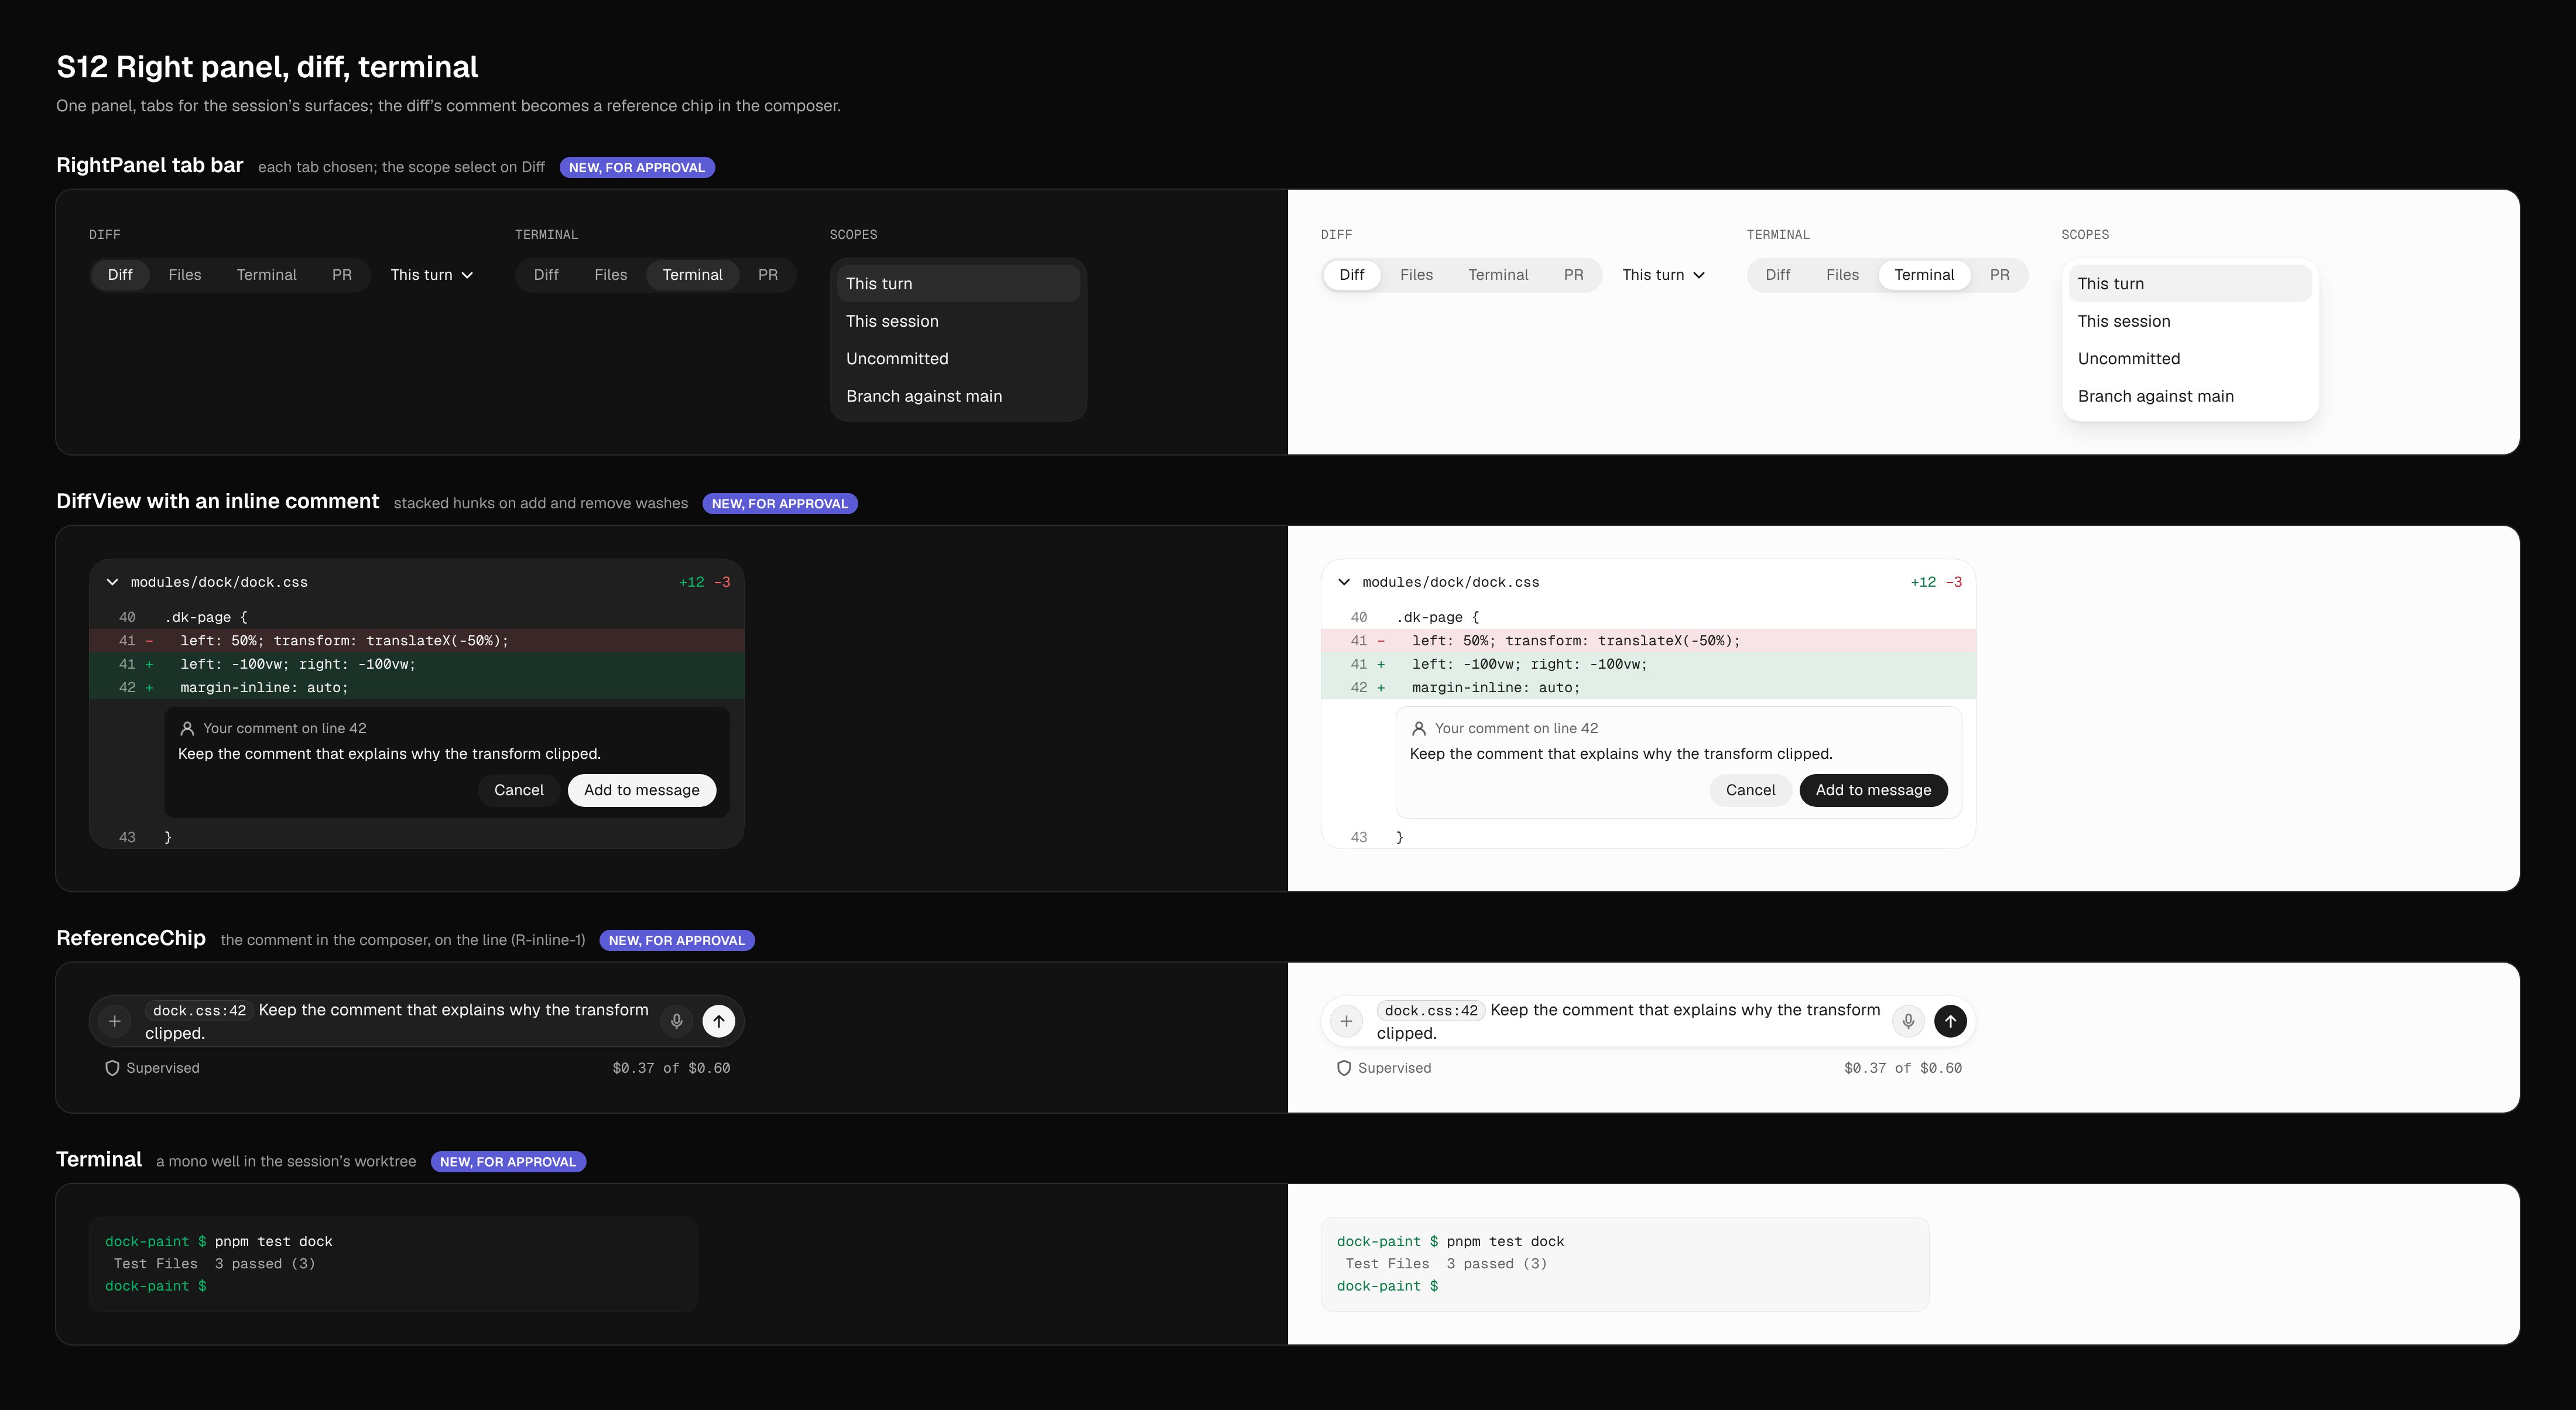 S12 Right panel, diff, terminal
One panel, tabs for the session’s surfaces; the diff’s comment becomes a reference chip in the composer.
RightPanel tab bar each tab chosen; the scope select on Diff NEW, FOR APPROVAL
DIFF
Diff Files Terminal PR This turn
TERMINAL
Diff Files Terminal PR
SCOPES
This turn
This session
Uncommitted
Branch against main
DIFF
Diff Files Terminal PR This turn
TERMINAL
Diff Files Terminal PR
SCOPES
This turn
This session
Uncommitted
Branch against main
DiffView with an inline comment stacked hunks on add and remove washes NEW, FOR APPROVAL
modules/dock/dock.css +12 −3
40 .dk-page {
41 − left: 50%; transform: translateX(-50%);
41 + left: -100vw; right: -100vw;
42 + margin-inline: auto;
Your comment on line 42
Keep the comment that explains why the transform clipped.
Cancel Add to message
43 }
modules/dock/dock.css +12 −3
40 .dk-page {
41 − left: 50%; transform: translateX(-50%);
41 + left: -100vw; right: -100vw;
42 + margin-inline: auto;
Your comment on line 42
Keep the comment that explains why the transform clipped.
Cancel Add to message
43 }
ReferenceChip the comment in the composer, on the line (R-inline-1) NEW, FOR APPROVAL
dock.css:42 Keep the comment that explains why the transform
clipped.
Supervised $0.37 of $0.60
dock.css:42 Keep the comment that explains why the transform
clipped.
Supervised $0.37 of $0.60
Terminal a mono well in the session’s worktree NEW, FOR APPROVAL
dock-paint $ pnpm test dock
Test Files 3 passed (3)
dock-paint $
dock-paint $ pnpm test dock
Test Files 3 passed (3)
dock-paint $